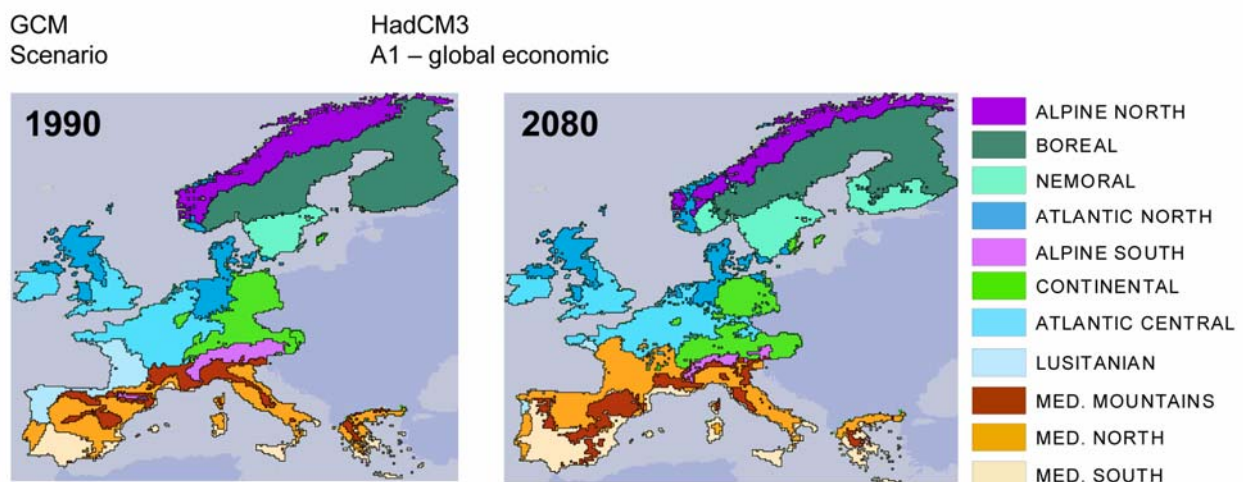 GCM HadCM3
Scenario A1 – global economic
1990
2080
ALPINE NORTH
BOREAL
NEMORAL
ATLANTIC NORTH
ALPINE SOUTH
CONTINENTAL
ATLANTIC CENTRAL
LUSITANIAN
MED. MOUNTAINS
MED. NORTH
MED. SOUTH